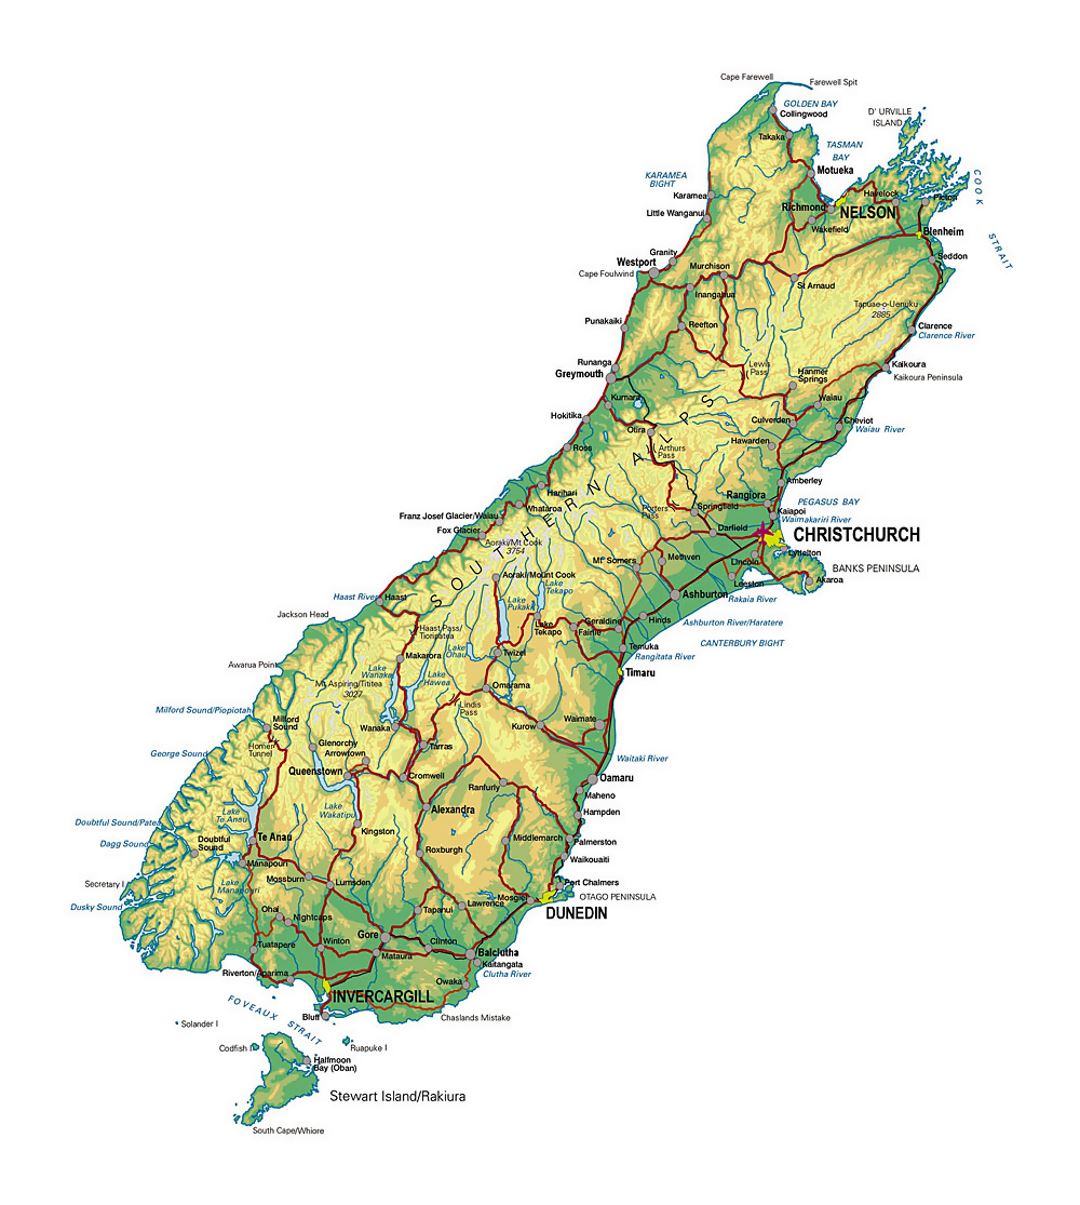 Cape Farewell
Farewell Spit
GOLDEN BAY
Collingwood
D' URVILLE
ISLAND
Takaka
TASMAN
BAY
Motueka
COOK
STRAIT
KARAMEA
BIGHT
Karamea
Havelock
Picton
Little Wanganui
Richmond
NELSON
Wakefield
Blenheim
Granity
Westport
Murchison
Seddon
Cape Foulwind
St Arnaud
Inangahua
Tapuae-o-Uenuku
2885
Punakaiki
Reefton
Clarence
Clarence River
Runanga
Lewis
Pass
Kaikoura
Greymouth
Hanmer
Springs
Kaikoura Peninsula
Kumara
Waiau
Hokitika
Culverden
Cheviot
Otira
Waiau River
Hawarden
Ross
Arthurs
Pass
SOUTHERN ALPS
Amberley
Harihari
Rangiora
PEGASUS BAY
Whataroa
Porters
Pass
Springfield
Kaiapoi
Franz Josef Glacier/Waiau
Waimakariri River
Fox Glacier
Darfield
CHRISTCHURCH
Aoraki/Mt Cook
3754
Lyttelton
Mt Somers
Methven
Lincoln
BANKS PENINSULA
Aoraki/Mount Cook
Leeston
Akaroa
Lake
Tekapo
Haast River
Haast
Lake
Pukaki
Ashburton
Rakaia River
Jackson Head
Hinds
Ashburton River/Haratere
Lake
Tekapo
Geraldine
Fairlie
Haast Pass/
Tioripatea
CANTERBURY BIGHT
Lake
Ohau
Twizel
Temuka
Makarora
Rangitata River
Awarua Point
Lake
Wanaka
Timaru
Lake
Hawea
Mt Aspiring/Tititea
3027
Omarama
Milford Sound/Piopiotahi
Lindis
Pass
Milford
Sound
Wanaka
Kurow
Waimate
Homer
Tunnel
Glenorchy
Tarras
George Sound
Arrowtown
Waitaki River
Queenstown
Cromwell
Oamaru
Ranfurly
Maheno
Lake
Te Anau
Lake
Wakatipu
Alexandra
Hampden
Doubtful Sound/Patea
Kingston
Te Anau
Middlemarch
Palmerston
Dagg Sound
Doubtful
Sound
Roxburgh
Waikouaiti
Manapouri
Secretary I
Lake
Manapouri
Mossburn
Lumsden
Port Chalmers
OTAGO PENINSULA
Mosgiel
Dusky Sound
Lawrence
Ohai
Nightcaps
Tapanui
DUNEDIN
Gore
Tuatapere
Winton
Clinton
Balclutha
Mataura
Kaitangata
Riverton/Aparima
Clutha River
Owaka
INVERCARGILL
FOVEAUX STRAIT
Bluff
Chaslands Mistake
Solander I
Codfish I
Ruapuke I
Halfmoon
Bay (Oban)
Stewart Island/Rakiura
South Cape/Whiore